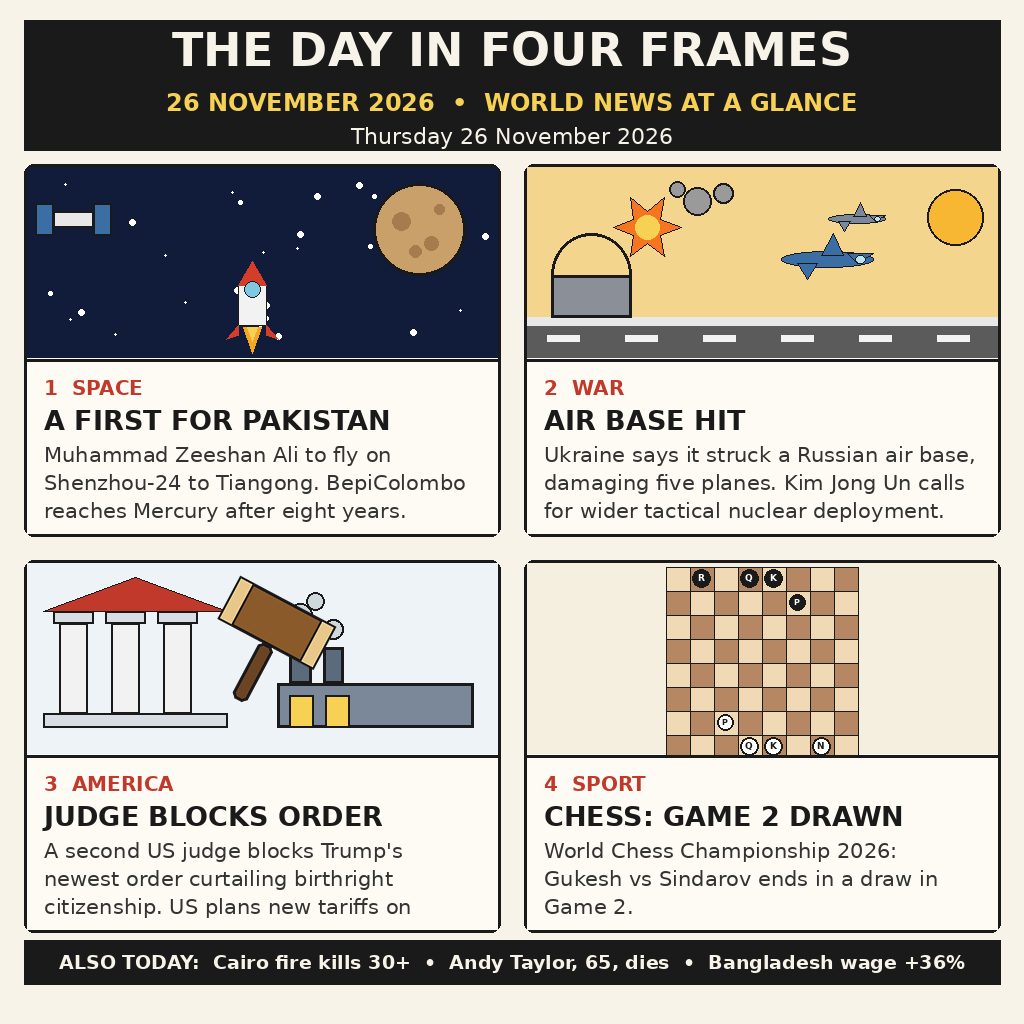 THE DAY IN FOUR FRAMES
26 NOVEMBER 2026 • WORLD NEWS AT A GLANCE
Thursday 26 November 2026
1 SPACE
A FIRST FOR PAKISTAN
Muhammad Zeeshan Ali to fly on
Shenzhou-24 to Tiangong. BepiColombo
reaches Mercury after eight years.
2 WAR
AIR BASE HIT
Ukraine says it struck a Russian air base,
damaging five planes. Kim Jong Un calls
for wider tactical nuclear deployment.
3 AMERICA
JUDGE BLOCKS ORDER
A second US judge blocks Trump's
newest order curtailing birthright
citizenship. US plans new tariffs on
R Q K
P
P
Q K N
4 SPORT
CHESS: GAME 2 DRAWN
World Chess Championship 2026:
Gukesh vs Sindarov ends in a draw in
Game 2.
ALSO TODAY: Cairo fire kills 30+ • Andy Taylor, 65, dies • Bangladesh wage +36%